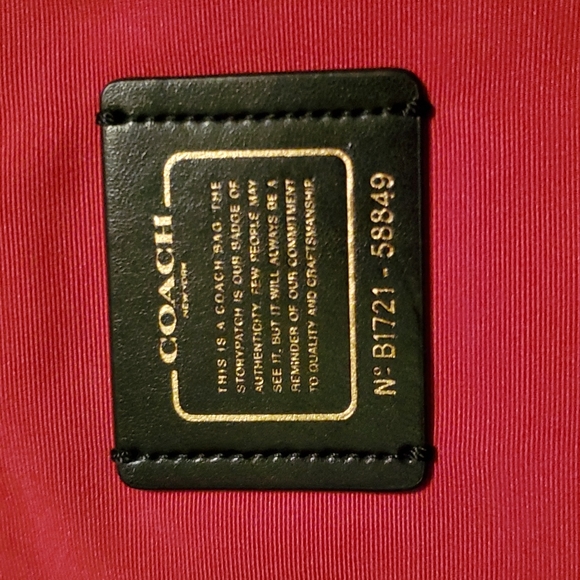 COACH
NEW YORK
THIS IS A COACH BAG. THE
STORYPATCH IS OUR BADGE OF
AUTHENTICITY. FEW PEOPLE MAY
SEE IT, BUT IT WILL ALWAYS BE A
REMINDER OF OUR COMMITMENT
TO QUALITY AND CRAFTSMANSHIP.
Nº B1721 - 58849